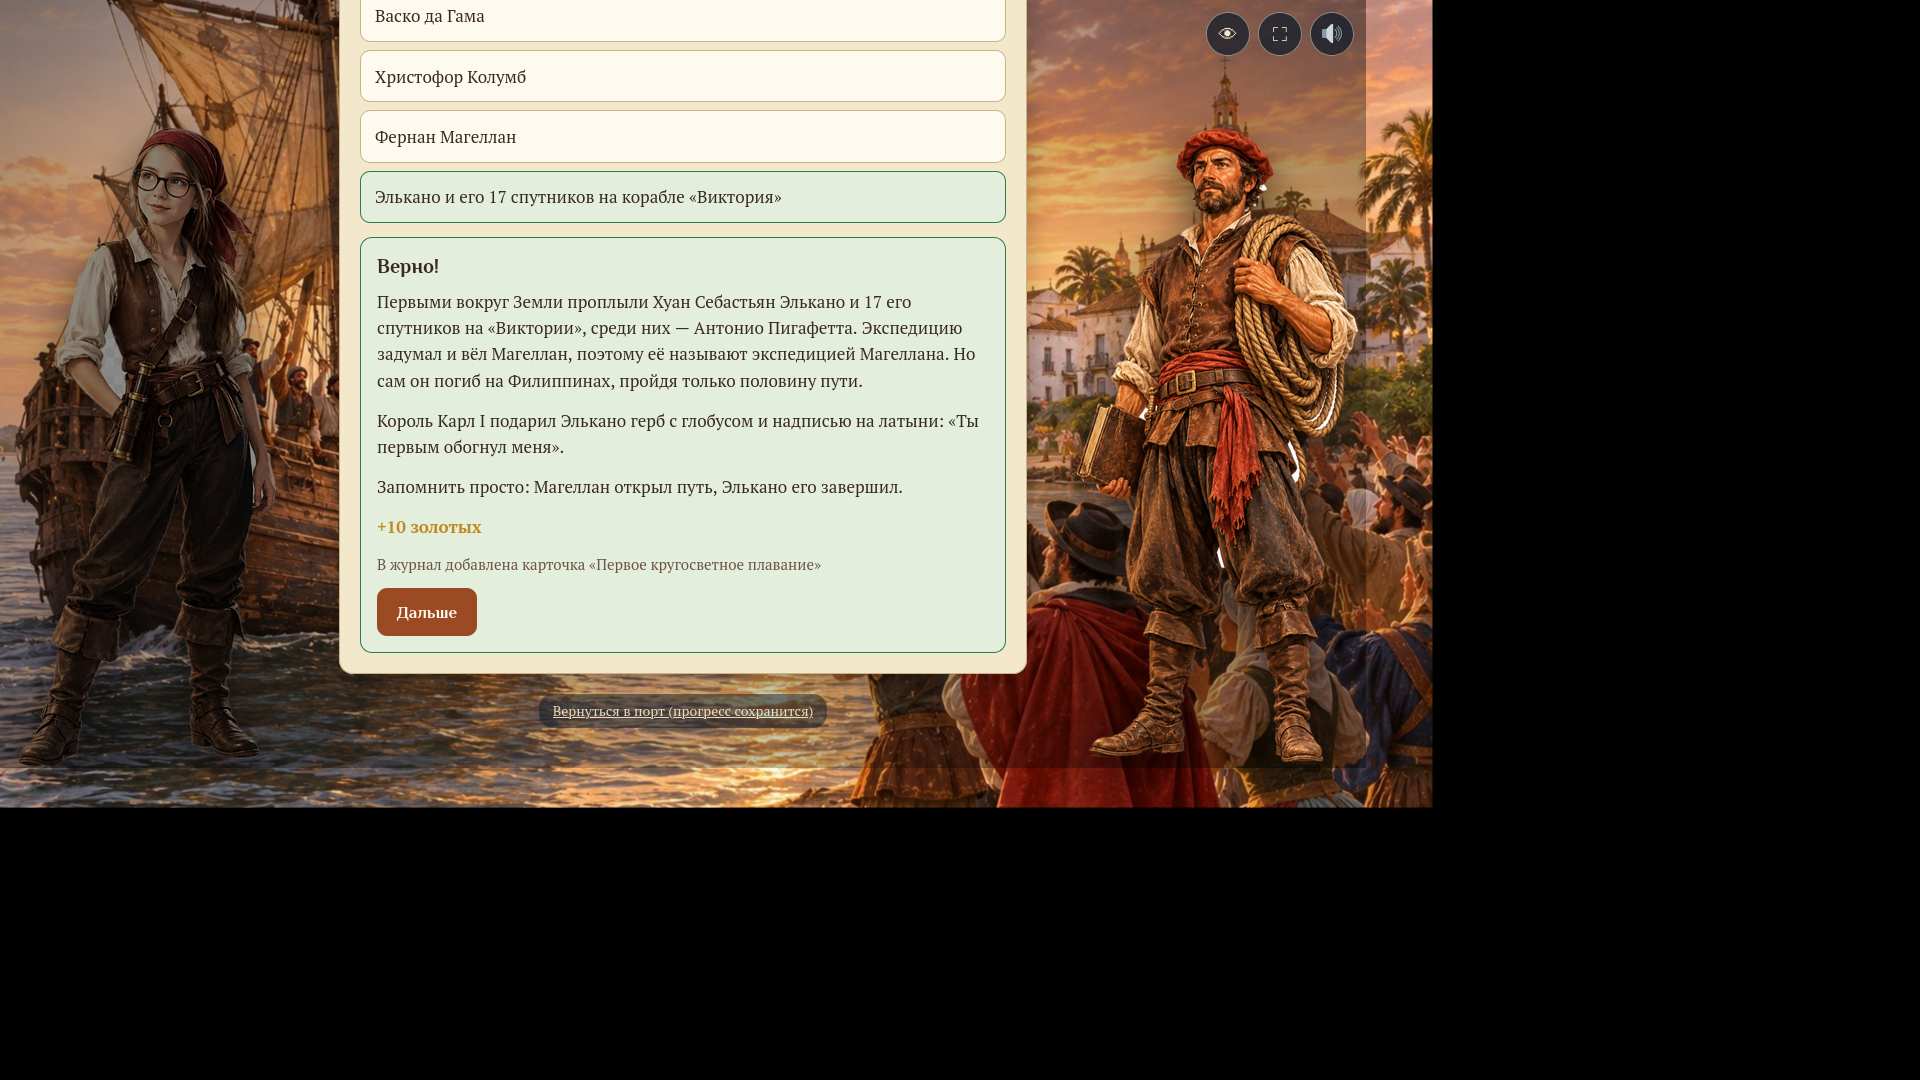 Васко да Гама
Христофор Колумб
Фернан Магеллан
Элькано и его 17 спутников на корабле «Виктория»
Верно!
Первыми вокруг Земли проплыли Хуан Себастьян Элькано и 17 его
спутников на «Виктории», среди них — Антонио Пигафетта. Экспедицию
задумал и вёл Магеллан, поэтому её называют экспедицией Магеллана. Но
сам он погиб на Филиппинах, пройдя только половину пути.
Король Карл I подарил Элькано герб с глобусом и надписью на латыни: «Ты
первым обогнул меня».
Запомнить просто: Магеллан открыл путь, Элькано его завершил.
+10 золотых
В журнал добавлена карточка «Первое кругосветное плавание»
Дальше
Вернуться в порт (прогресс сохранится)